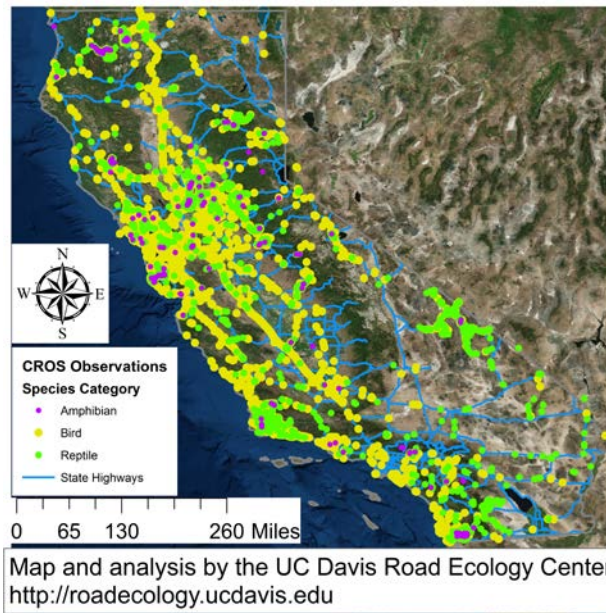 N
W E
S
CROS Observations
Species Category
Amphibian
Bird
Reptile
State Highways
0 65 130 260 Miles
Map and analysis by the UC Davis Road Ecology Center
http://roadecology.ucdavis.edu